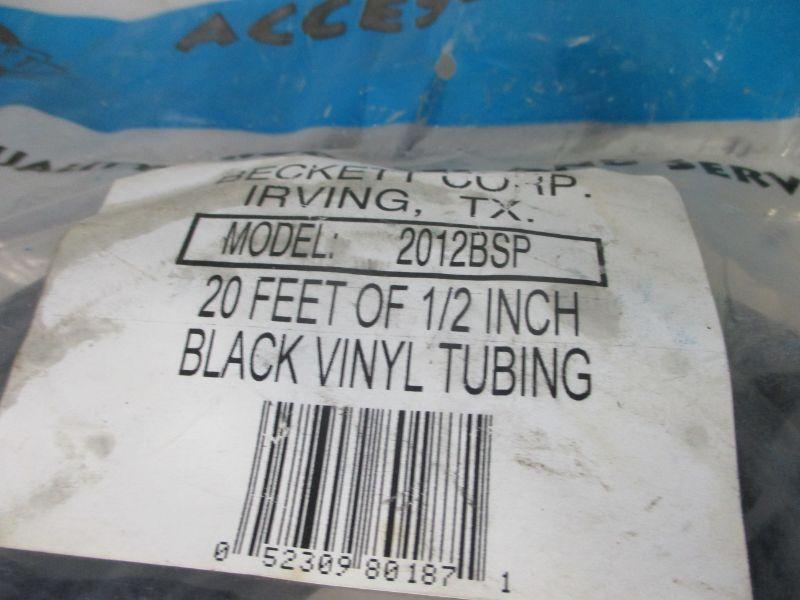 BECKETT CORP.
IRVING, TX.
MODEL: 2012BSP
20 FEET OF 1/2 INCH
BLACK VINYL TUBING
0 52309 80187 1